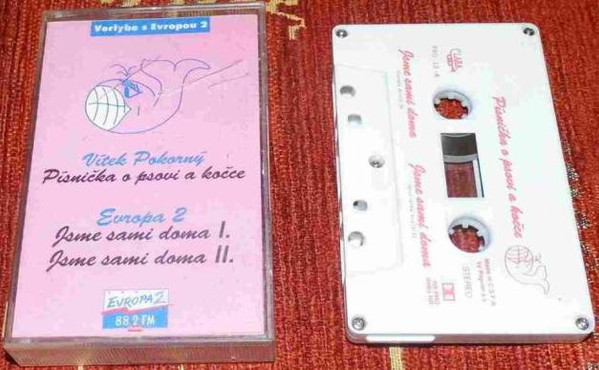 Vorlybe s Evropou 2
Vítek Pokorný
Písnička o psovi a kočce
Evropa 2
Jsme sami doma I.
Jsme sami doma II.
EVROPA 2
88.2 FM
Písnička o psovi a kočce
Jsme sami doma
Jsme sami doma
STEREO